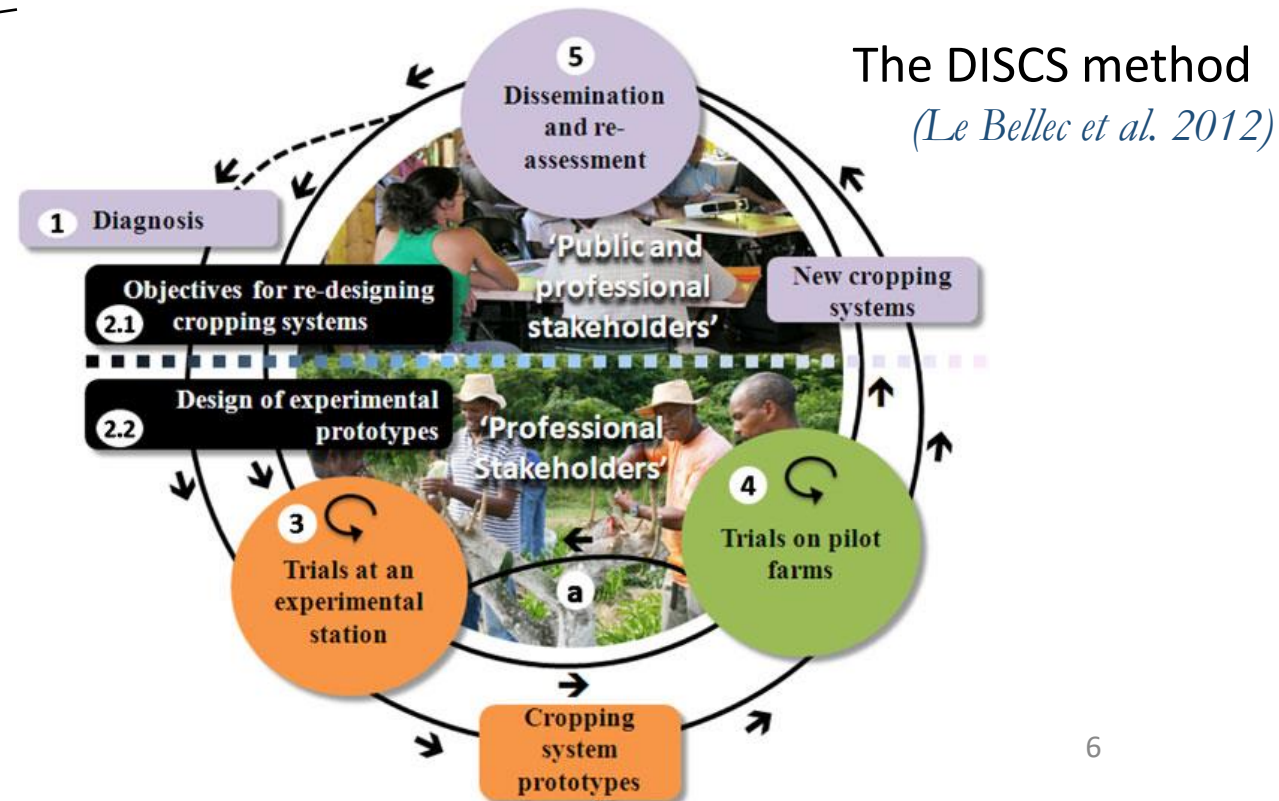 The DISCS method
(Le Bellec et al. 2012)
5
Dissemination
and re-
assessment
1 Diagnosis
2.1
Objectives for re-designing
cropping systems
'Public and
professional
stakeholders'
New cropping
systems
2.2
Design of experimental
prototypes
'Professional
Stakeholders'
3
Trials at an
experimental
station
4
Trials on pilot
farms
a
Cropping
system
prototypes
6